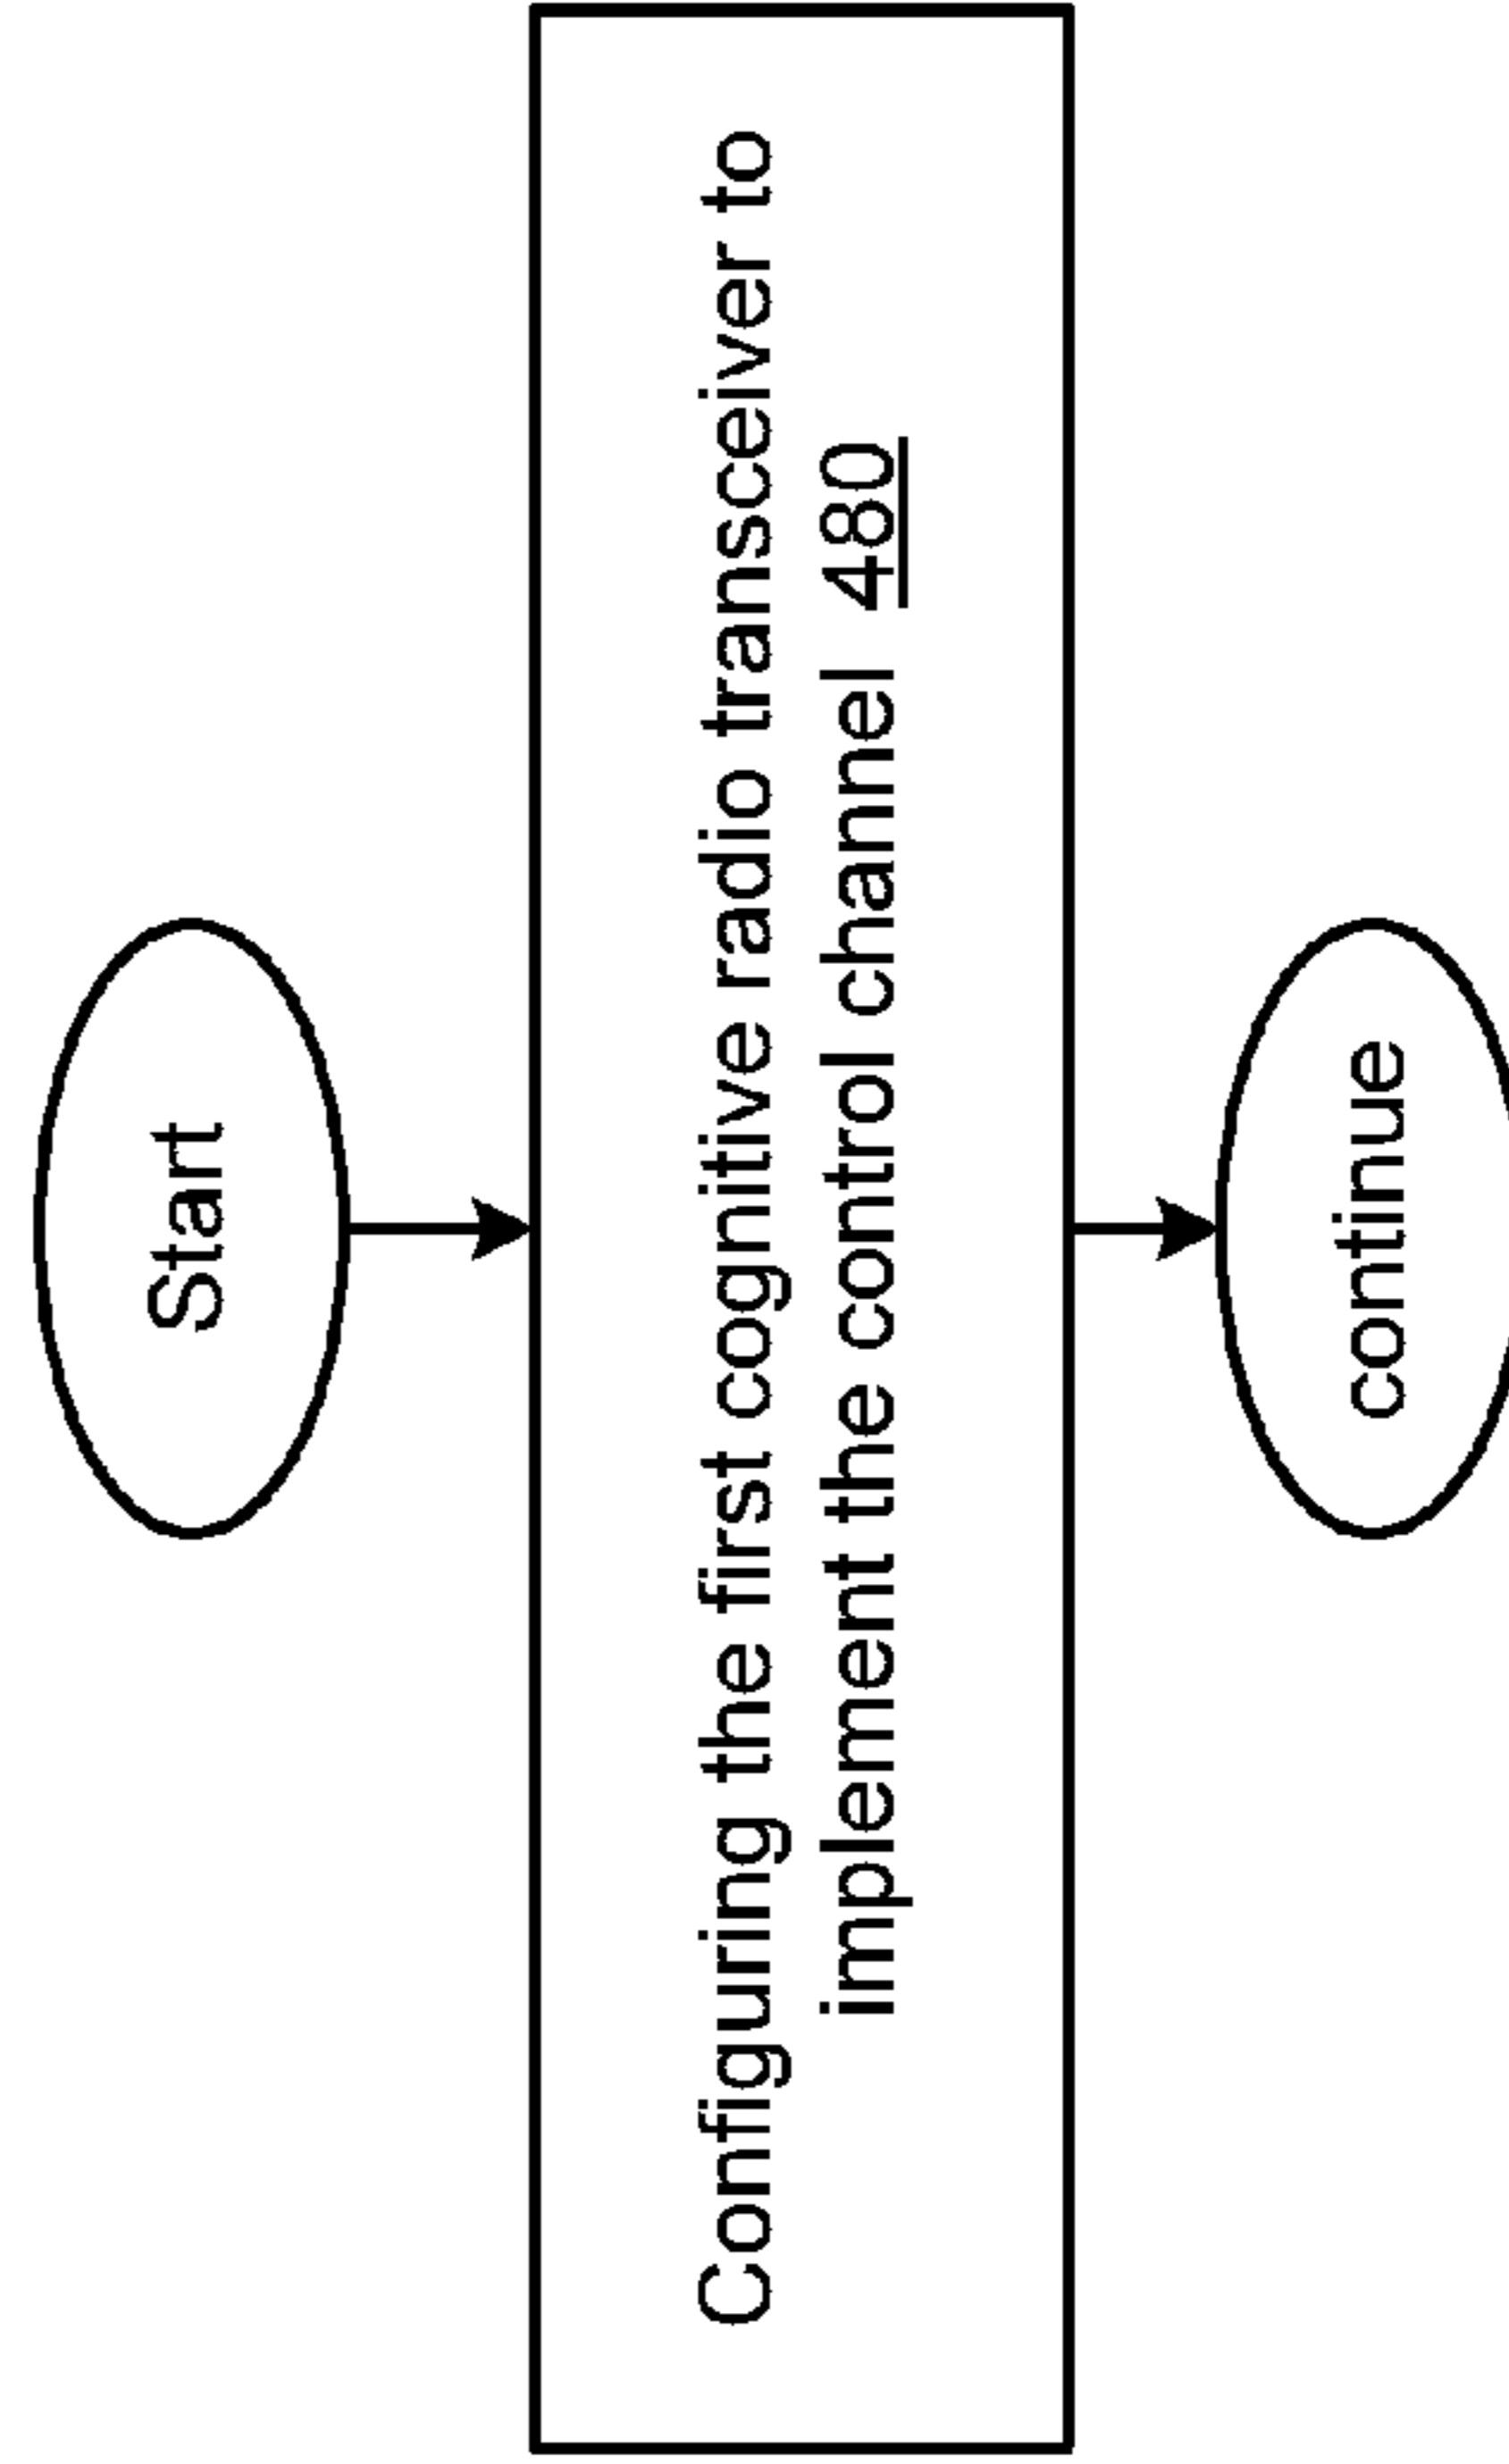 Start
Configuring the first cognitive radio transceiver to
implement the control channel 480
continue